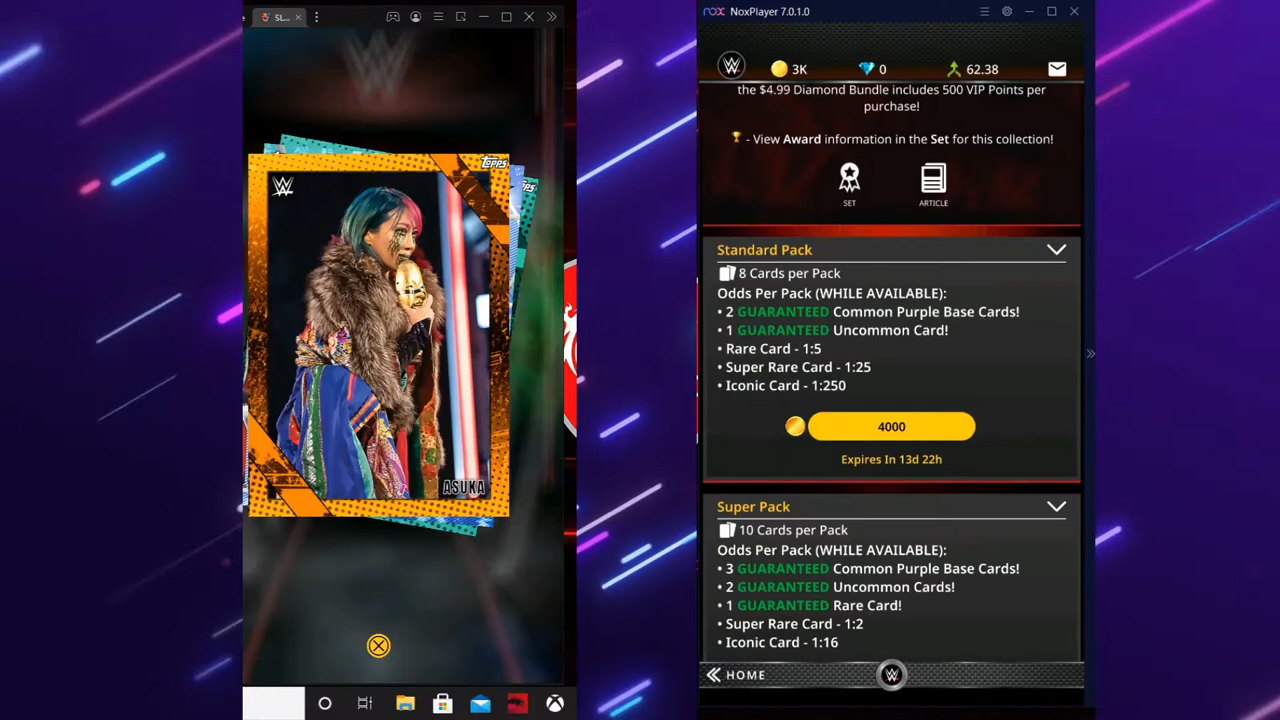 SL...
TOPPS
W
TOPPS
ASUKA
nox NoxPlayer 7.0.1.0
W
3K
0
62.38
the $4.99 Diamond Bundle includes 500 VIP Points per
purchase!
- View Award information in the Set for this collection!
SET
ARTICLE
Standard Pack
8 Cards per Pack
Odds Per Pack (WHILE AVAILABLE):
• 2 GUARANTEED Common Purple Base Cards!
• 1 GUARANTEED Uncommon Card!
• Rare Card - 1:5
• Super Rare Card - 1:25
• Iconic Card - 1:250
4000
Expires In 13d 22h
Super Pack
10 Cards per Pack
Odds Per Pack (WHILE AVAILABLE):
• 3 GUARANTEED Common Purple Base Cards!
• 2 GUARANTEED Uncommon Cards!
• 1 GUARANTEED Rare Card!
• Super Rare Card - 1:2
• Iconic Card - 1:16
HOME
W